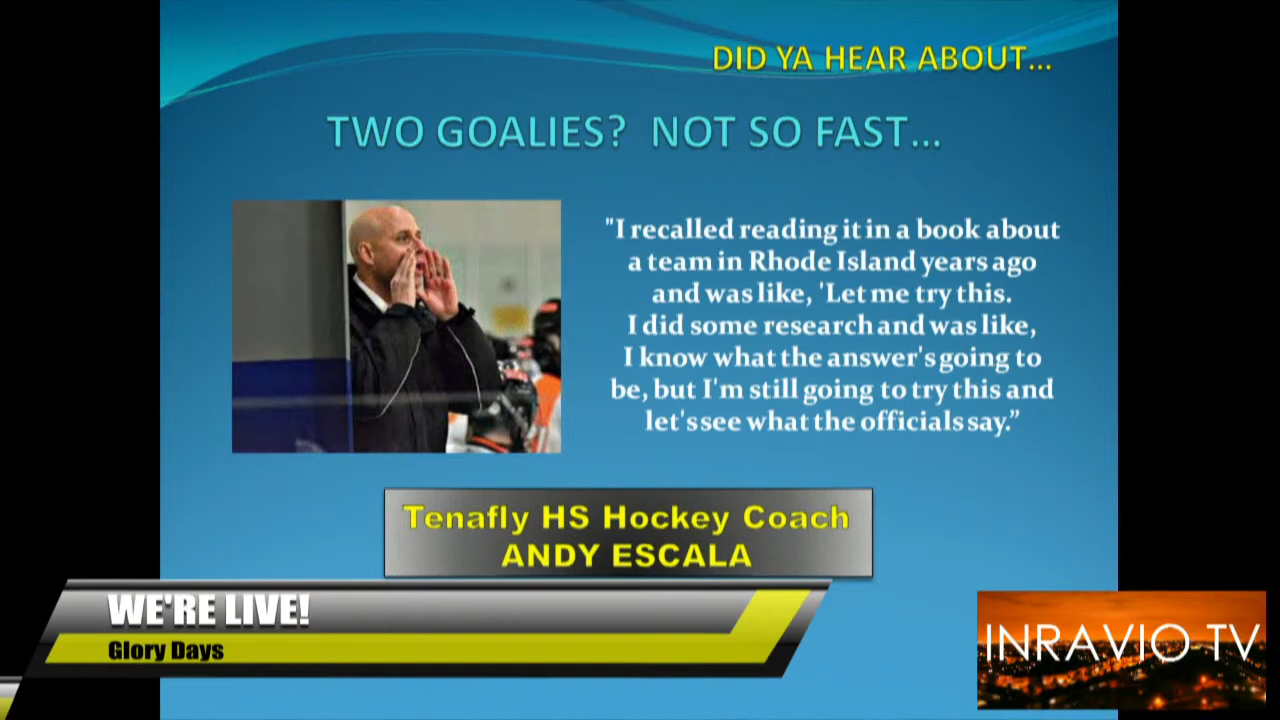 DID YA HEAR ABOUT...
TWO GOALIES? NOT SO FAST...
"I recalled reading it in a book about
a team in Rhode Island years ago
and was like, 'Let me try this.
I did some research and was like,
I know what the answer's going to
be, but I'm still going to try this and
let's see what the officials say.”
Tenafly HS Hockey Coach
ANDY ESCALA
WE'RE LIVE!
Glory Days
INRAVIO TV